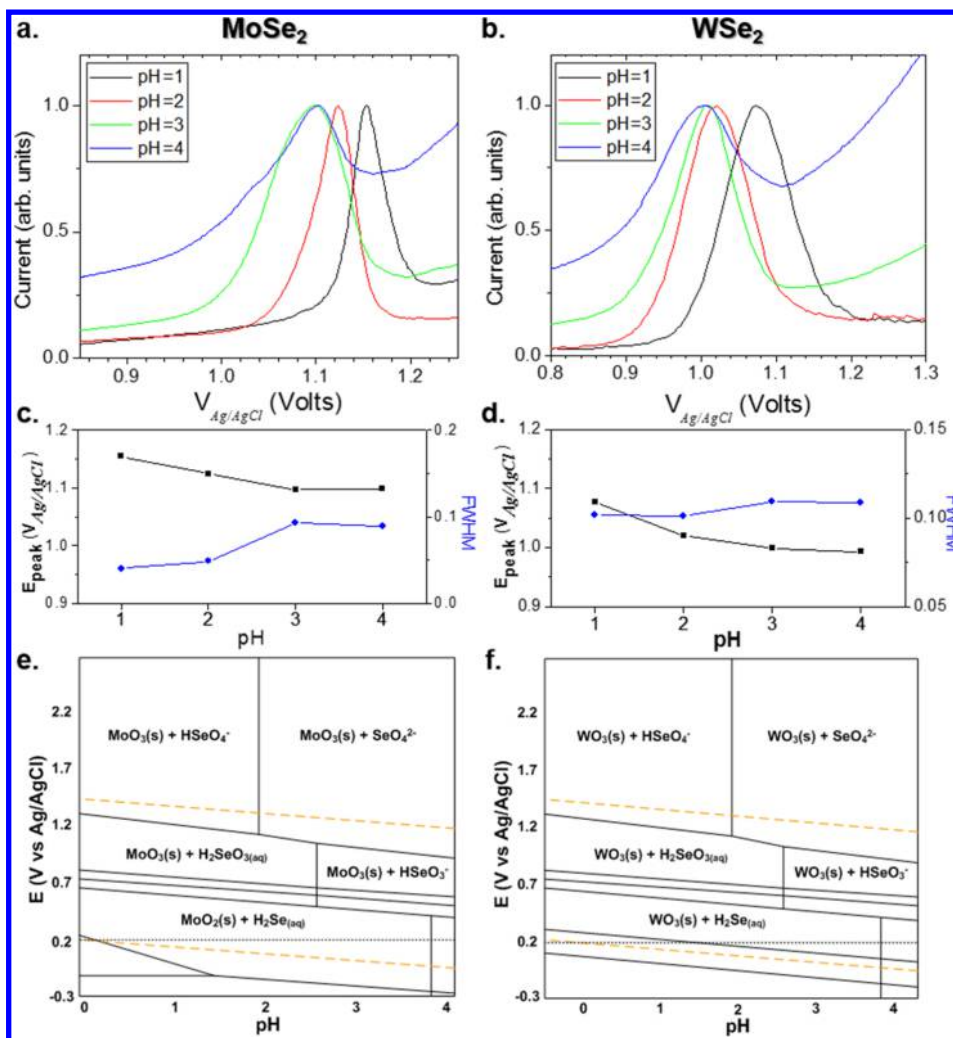 a. MoSe2
b. WSe2
pH=1
pH=2
pH=3
pH=4
Current (arb. units)
1.0
0.5
0.0
0.9 1.0 1.1 1.2
V Ag/AgCl (Volts)
pH=1
pH=2
pH=3
pH=4
Current (arb. units)
1.0
0.5
0.0
0.8 0.9 1.0 1.1 1.2 1.3
V Ag/AgCl (Volts)
c.
Epeak (V Ag/AgCl)
1.2
1.1
1.0
0.9
0.2
0.1
0.0
FWHM
1 2 3 4
pH
d.
Epeak (V Ag/AgCl)
1.2
1.1
1.0
0.9
0.15
0.10
0.05
FWHM
1 2 3 4
pH
e.
E (V vs Ag/AgCl)
2.2
1.7
1.2
0.7
0.2
-0.3
MoO3(s) + HSeO4-
MoO3(s) + SeO42-
MoO3(s) + H2SeO3(aq)
MoO3(s) + HSeO3-
MoO2(s) + H2Se(aq)
0 1 2 3 4
pH
f.
E (V vs Ag/AgCl)
2.2
1.7
1.2
0.7
0.2
-0.3
WO3(s) + HSeO4-
WO3(s) + SeO42-
WO3(s) + H2SeO3(aq)
WO3(s) + HSeO3-
WO3(s) + H2Se(aq)
0 1 2 3 4
pH